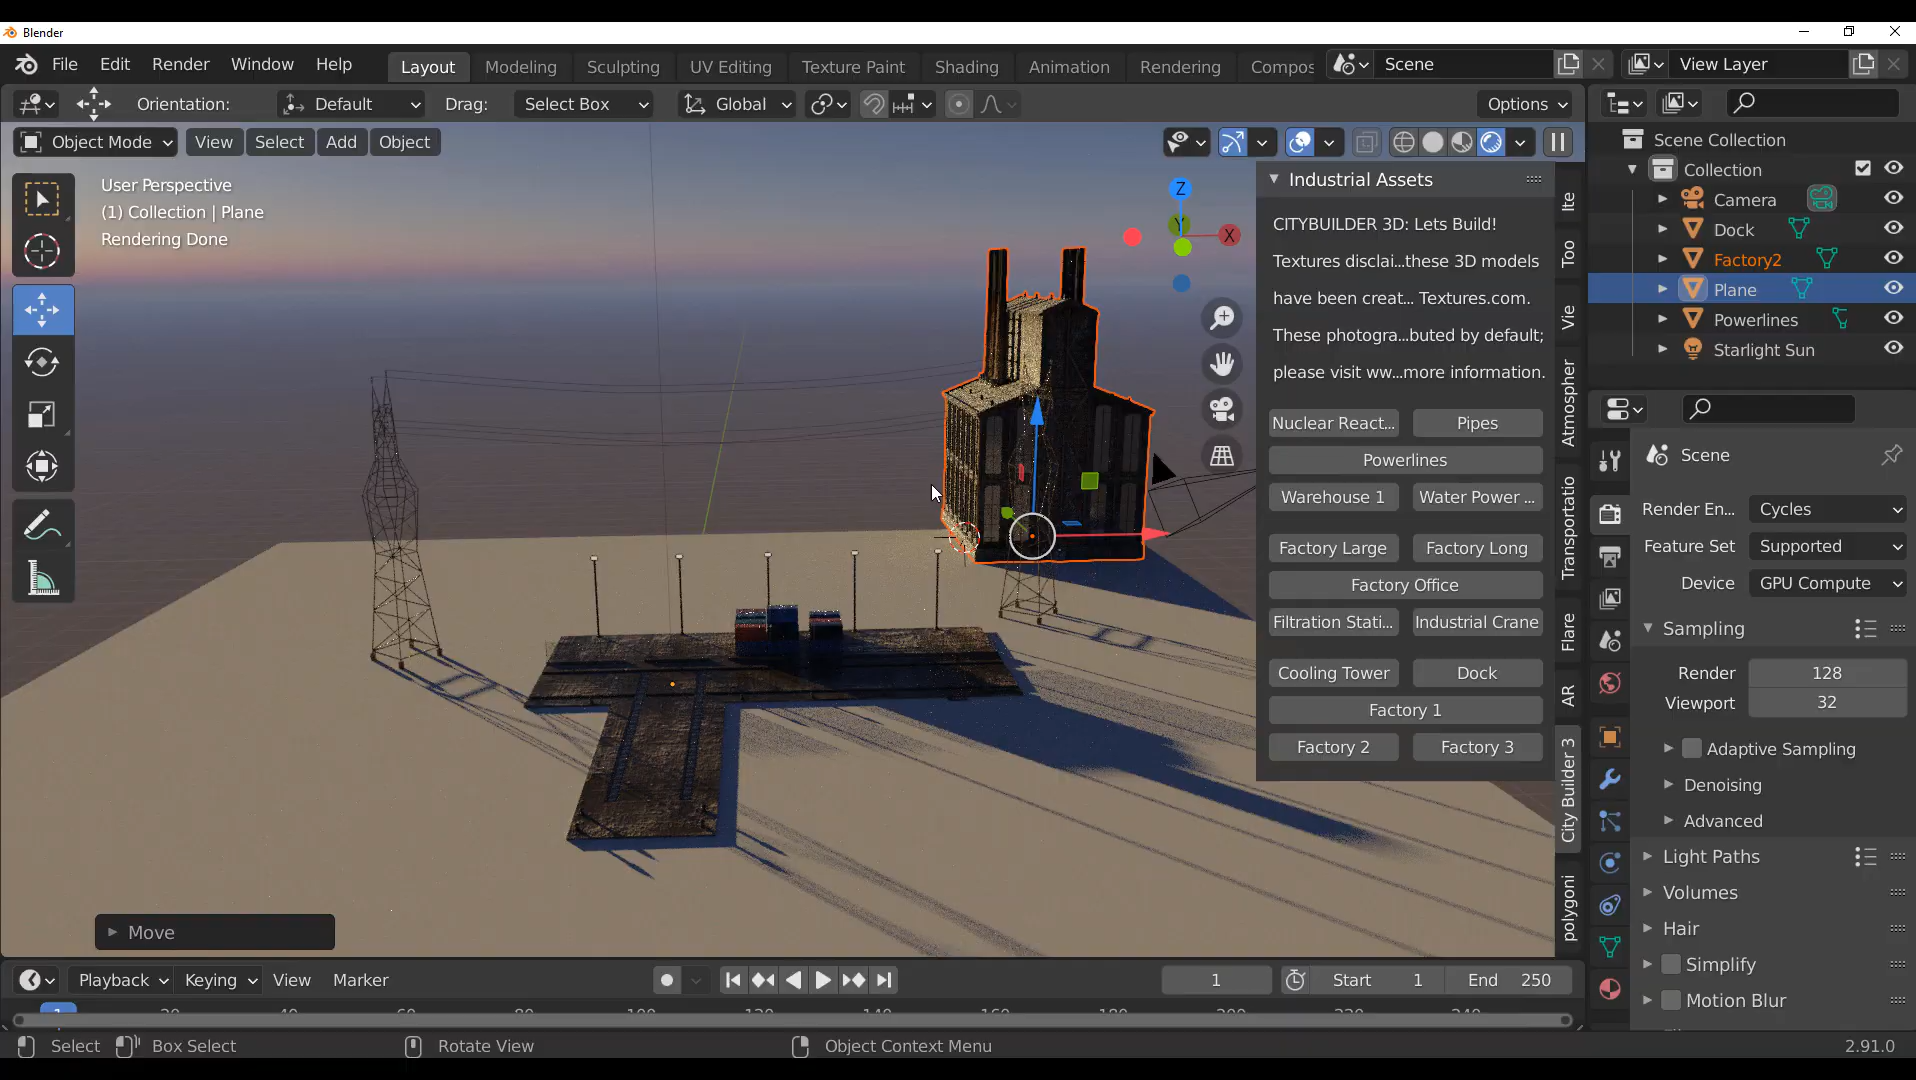 Blender
File Edit Render Window Help Layout Modeling Sculpting UV Editing Texture Paint Shading Animation Rendering Compos Scene View Layer
Orientation: Default Drag: Select Box Global Options
Object Mode View Select Add Object
User Perspective
(1) Collection | Plane
Rendering Done
Z
Y
X
Industrial Assets
CITYBUILDER 3D: Lets Build!
Textures disclai...these 3D models
have been creat... Textures.com.
These photogra...buted by default;
please visit ww...more information.
Nuclear React... Pipes
Powerlines
Warehouse 1 Water Power ...
Factory Large Factory Long
Factory Office
Filtration Stati... Industrial Crane
Cooling Tower Dock
Factory 1
Factory 2 Factory 3
Ite
Too
Vie
Atmospher
Transportatio
Flare
AR
City Builder 3
polygoni
Scene Collection
Collection
Camera
Dock
Factory2
Plane
Powerlines
Starlight Sun
Scene
Render En... Cycles
Feature Set Supported
Device GPU Compute
Sampling
Render 128
Viewport 32
Adaptive Sampling
Denoising
Advanced
Light Paths
Volumes
Hair
Simplify
Motion Blur
Move
Playback Keying View Marker 1 Start 1 End 250
Select Box Select Rotate View Object Context Menu 2.91.0